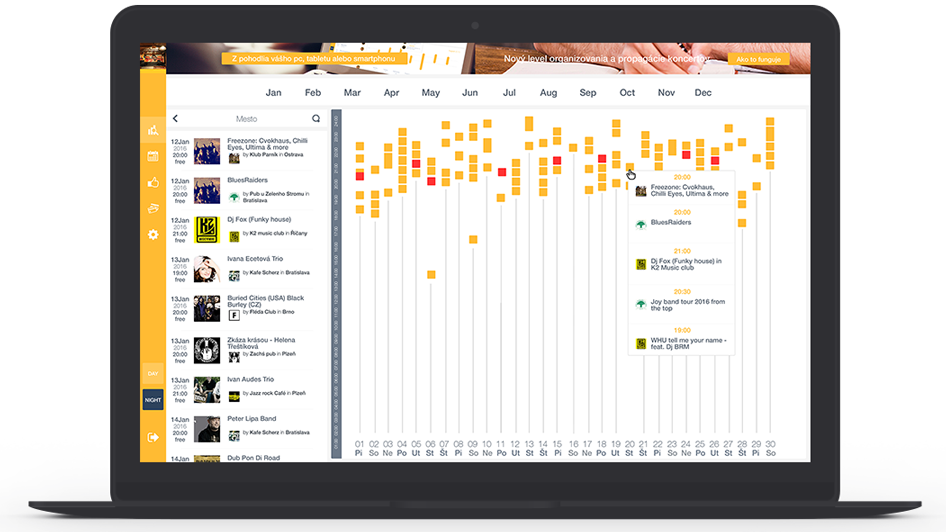 Z pohodlia vášho pc, tabletu alebo smartphonu
Nový level organizovania a propagácie koncertov
Ako to funguje
Jan Feb Mar Apr May Jun Jul Aug Sep Oct Nov Dec
Mesto
12Jan
2016
20:00
free
Freezone: Cvokhaus, Chilli
Eyes, Ultima & more
by Klub Parník in Ostrava
12Jan
2016
20:00
free
BluesRaiders
by Pub u Zeleného Stromu in
Bratislava
12Jan
2016
21:00
free
Dj Fox (Funky house)
by K2 music club in Říčany
13Jan
2016
19:00
free
Ivana Ecetová Trio
by Kafe Scherz in Bratislava
13Jan
2016
20:00
free
Buried Cities (USA) Black
Burley (CZ)
F
by Fléda Club in Brno
13Jan
2016
20:00
free
Zkáza krásou - Helena
Třeštíková
by Zachš pub in Plzeň
13Jan
2016
21:00
free
Ivan Audes Trio
by Jazz rock Café in Plzeň
14Jan
2016
20:00
free
Peter Lipa Band
by Kafe Scherz in Bratislava
14Jan
Dub Pon Di Road
DAY
NIGHT
20:00
Freezone: Cvokhaus,
Chilli Eyes, Ultima & more
20:00
BluesRaiders
21:00
Dj Fox (Funky house) in
K2 Music club
20:30
Joy band tour 2016 from
the top
19:00
WHU tell me your name -
feat. Dj BRM
01 02 03 04 05 06 07 08 09 10 11 12 13 14 15 16 17 18 19 20 21 22 23 24 25 26 27 28 29 30
Pi So Ne Po Ut St Št Pi So Ne Po Ut St Št Pi So Ne Po Ut St Št Pi So Ne Po Ut St Št Pi So